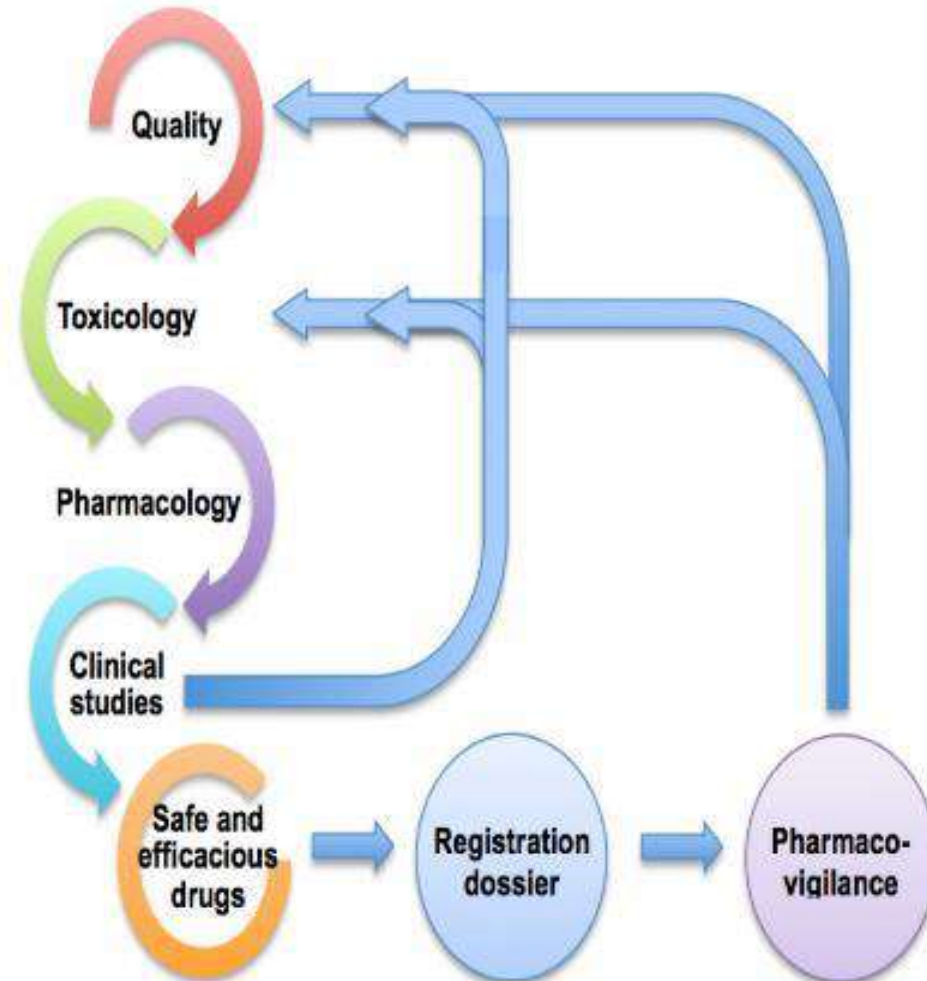 Quality
Toxicology
Pharmacology
Clinical
studies
Safe and
efficacious
drugs
Registration
dossier
Pharmaco-
vigilance